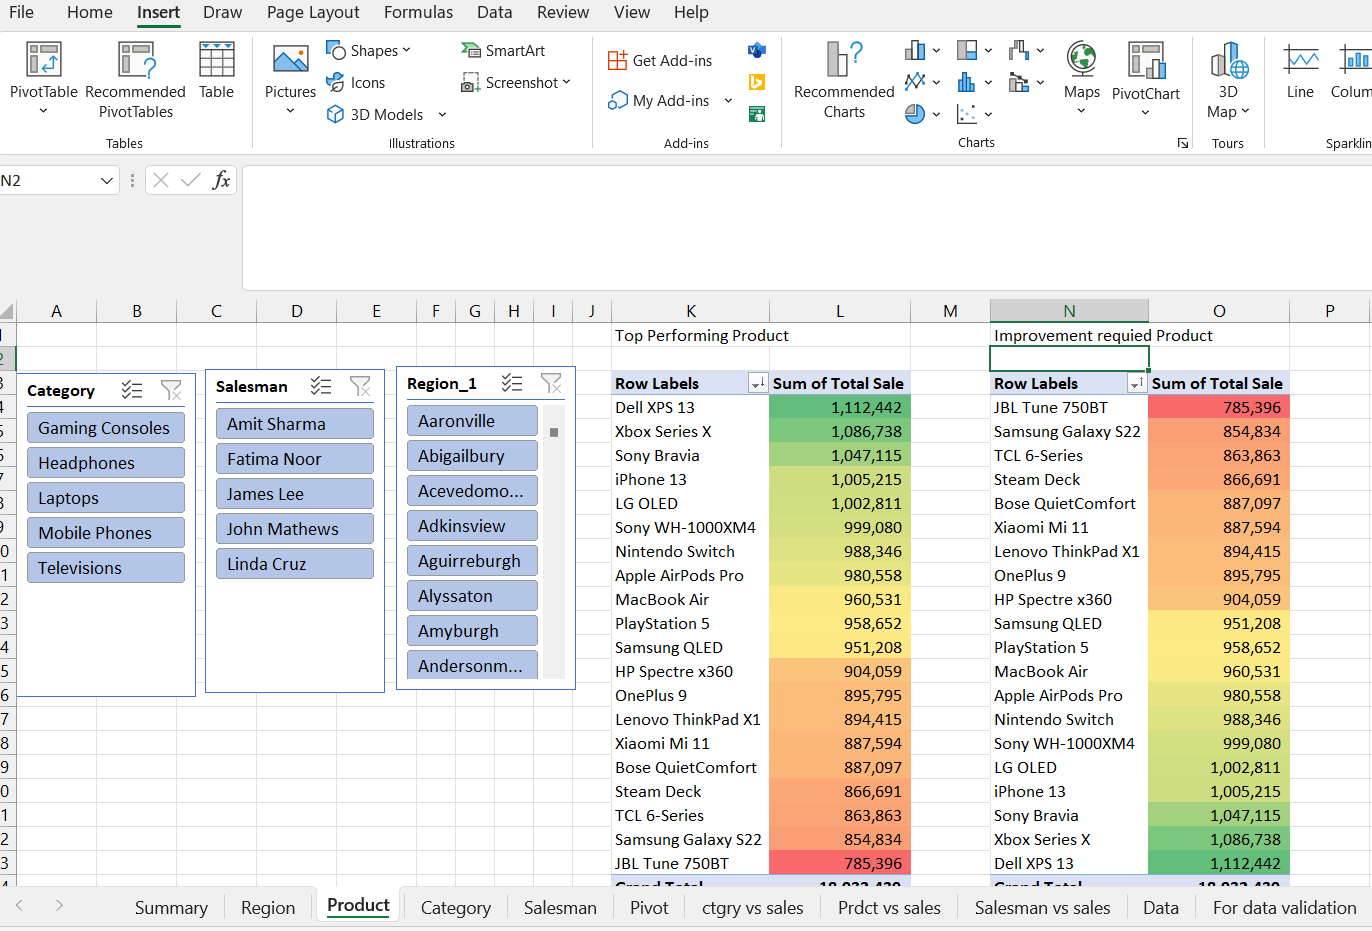 File Home Insert Draw Page Layout Formulas Data Review View Help
PivotTable Recommended PivotTables Table
Tables
Pictures Shapes Icons 3D Models SmartArt Screenshot
Illustrations
Get Add-ins
My Add-ins
Add-ins
Recommended Charts
Maps PivotChart
Charts
3D Map
Tours
Line
N2
fx
A B C D E F G H I J K L M N O P
Top Performing Product
Improvement requied Product
Category
Gaming Consoles
Headphones
Laptops
Mobile Phones
Televisions
Salesman
Amit Sharma
Fatima Noor
James Lee
John Mathews
Linda Cruz
Region_1
Aaronville
Abigailbury
Acevedomo...
Adkinsview
Aguirreburgh
Alyssaton
Amyburgh
Andersonm...
Row Labels Sum of Total Sale
Dell XPS 13 1,112,442
Xbox Series X 1,086,738
Sony Bravia 1,047,115
iPhone 13 1,005,215
LG OLED 1,002,811
Sony WH-1000XM4 999,080
Nintendo Switch 988,346
Apple AirPods Pro 980,558
MacBook Air 960,531
PlayStation 5 958,652
Samsung QLED 951,208
HP Spectre x360 904,059
OnePlus 9 895,795
Lenovo ThinkPad X1 894,415
Xiaomi Mi 11 887,594
Bose QuietComfort 887,097
Steam Deck 866,691
TCL 6-Series 863,863
Samsung Galaxy S22 854,834
JBL Tune 750BT 785,396
Row Labels Sum of Total Sale
JBL Tune 750BT 785,396
Samsung Galaxy S22 854,834
TCL 6-Series 863,863
Steam Deck 866,691
Bose QuietComfort 887,097
Xiaomi Mi 11 887,594
Lenovo ThinkPad X1 894,415
OnePlus 9 895,795
HP Spectre x360 904,059
Samsung QLED 951,208
PlayStation 5 958,652
MacBook Air 960,531
Apple AirPods Pro 980,558
Nintendo Switch 988,346
Sony WH-1000XM4 999,080
LG OLED 1,002,811
iPhone 13 1,005,215
Sony Bravia 1,047,115
Xbox Series X 1,086,738
Dell XPS 13 1,112,442
Summary Region Product Category Salesman Pivot ctgry vs sales Prdct vs sales Salesman vs sales Data For data validation